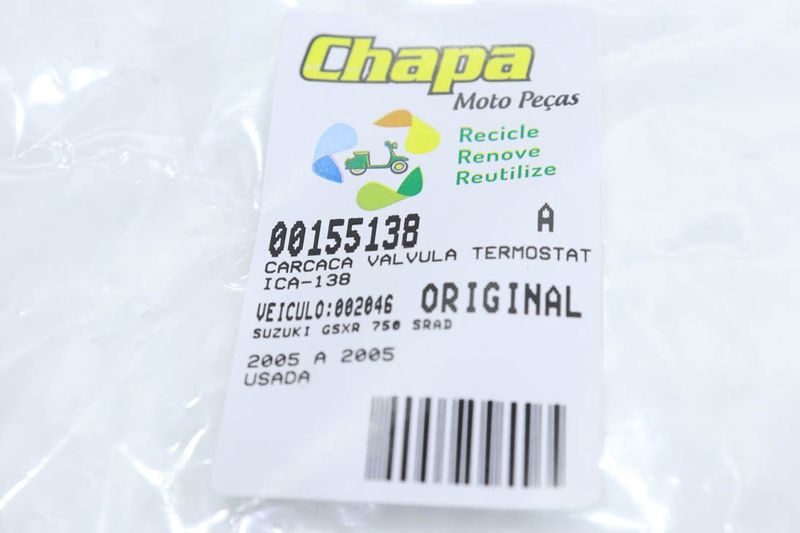 Chapa
Moto Peças
Recicle
Renove
Reutilize
00155138 A
CARCACA VALVULA TERMOSTAT
ICA-138
VEICULO:002046 ORIGINAL
SUZUKI GSXR 750 SRAD
2005 A 2005
USADA